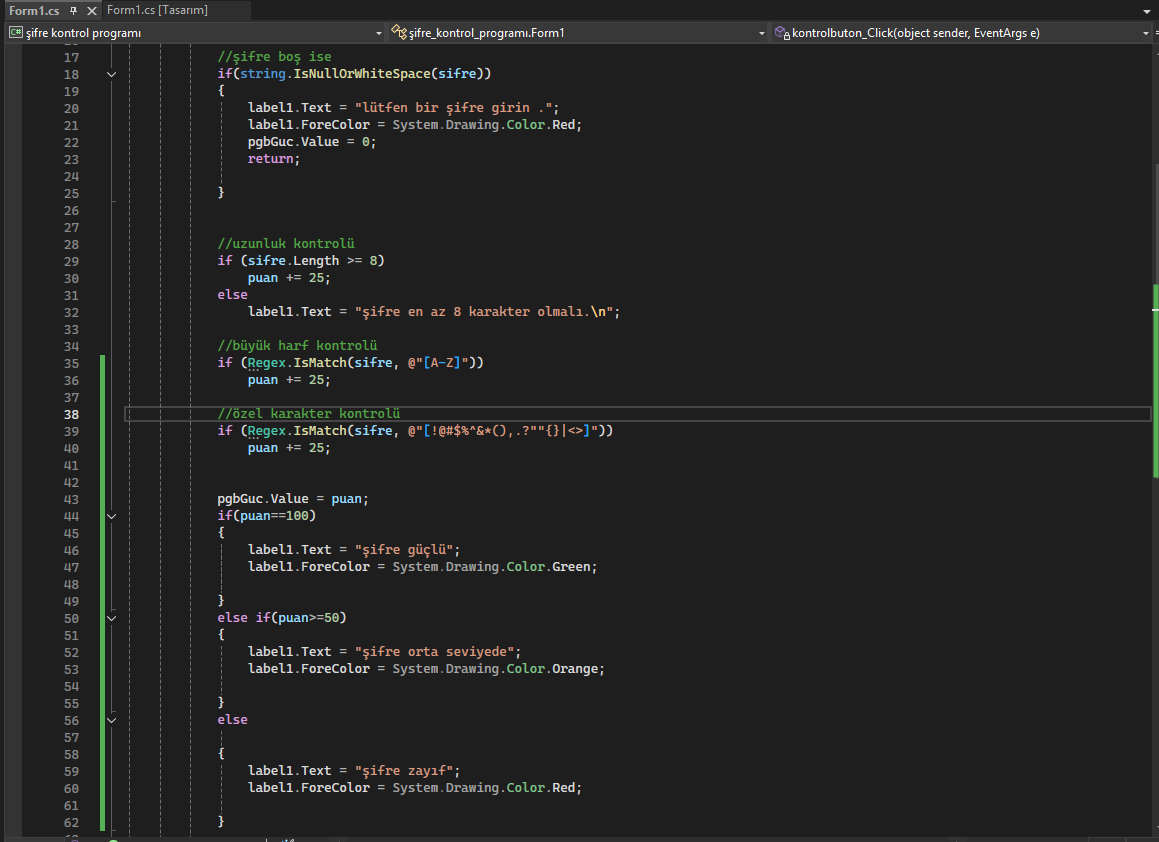 Form1.cs
Form1.cs [Tasarım]
C# şifre kontrol programı
şifre_kontrol_programı.Form1
kontrolbuton_Click(object sender, EventArgs e)
17 //şifre boş ise
18 if(string.IsNullOrWhiteSpace(sifre))
19 {
20 label1.Text = "lütfen bir şifre girin .";
21 label1.ForeColor = System.Drawing.Color.Red;
22 pgbGuc.Value = 0;
23 return;
24
25 }
26
27
28 //uzunluk kontrolü
29 if (sifre.Length >= 8)
30 puan += 25;
31 else
32 label1.Text = "şifre en az 8 karakter olmalı.\n";
33
34 //büyük harf kontrolü
35 if (Regex.IsMatch(sifre, @"[A-Z]"))
36 puan += 25;
37
38 //özel karakter kontrolü
39 if (Regex.IsMatch(sifre, @"[!@#$%^&*(),.?""{}|<>]"))
40 puan += 25;
41
42
43 pgbGuc.Value = puan;
44 if(puan==100)
45 {
46 label1.Text = "şifre güçlü";
47 label1.ForeColor = System.Drawing.Color.Green;
48
49 }
50 else if(puan>=50)
51 {
52 label1.Text = "şifre orta seviyede";
53 label1.ForeColor = System.Drawing.Color.Orange;
54
55 }
56 else
57
58 {
59 label1.Text = "şifre zayıf";
60 label1.ForeColor = System.Drawing.Color.Red;
61
62 }